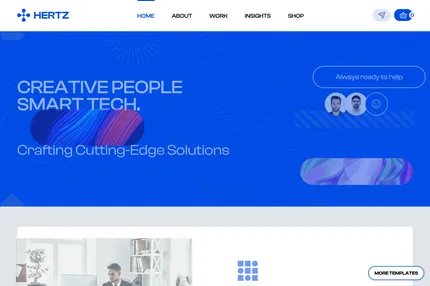 HERTZ
HOME
ABOUT
WORK
INSIGHTS
SHOP
0
Always ready to help
CREATIVE PEOPLE
SMART TECH.
Crafting Cutting-Edge Solutions
MORE TEMPLATES